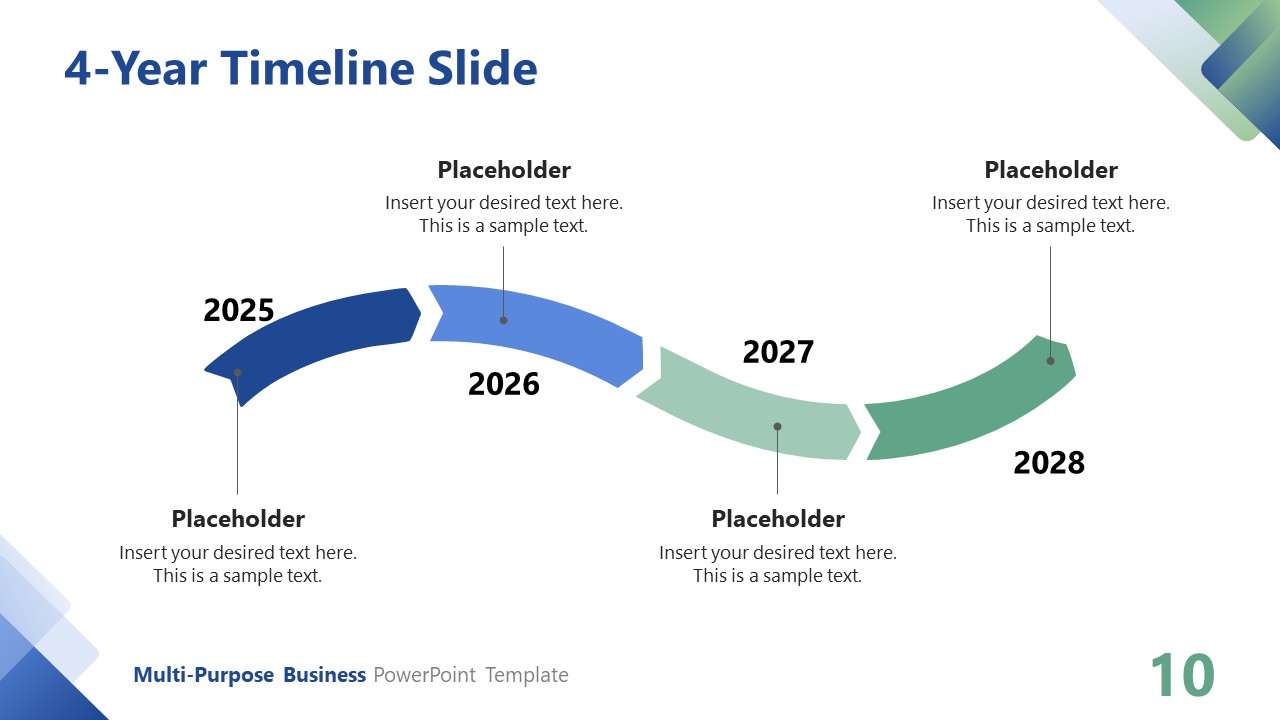 4-Year Timeline Slide
Placeholder
Insert your desired text here.
This is a sample text.
Placeholder
Insert your desired text here.
This is a sample text.
2025
2026
2027
2028
Placeholder
Insert your desired text here.
This is a sample text.
Placeholder
Insert your desired text here.
This is a sample text.
Multi-Purpose Business PowerPoint Template
10